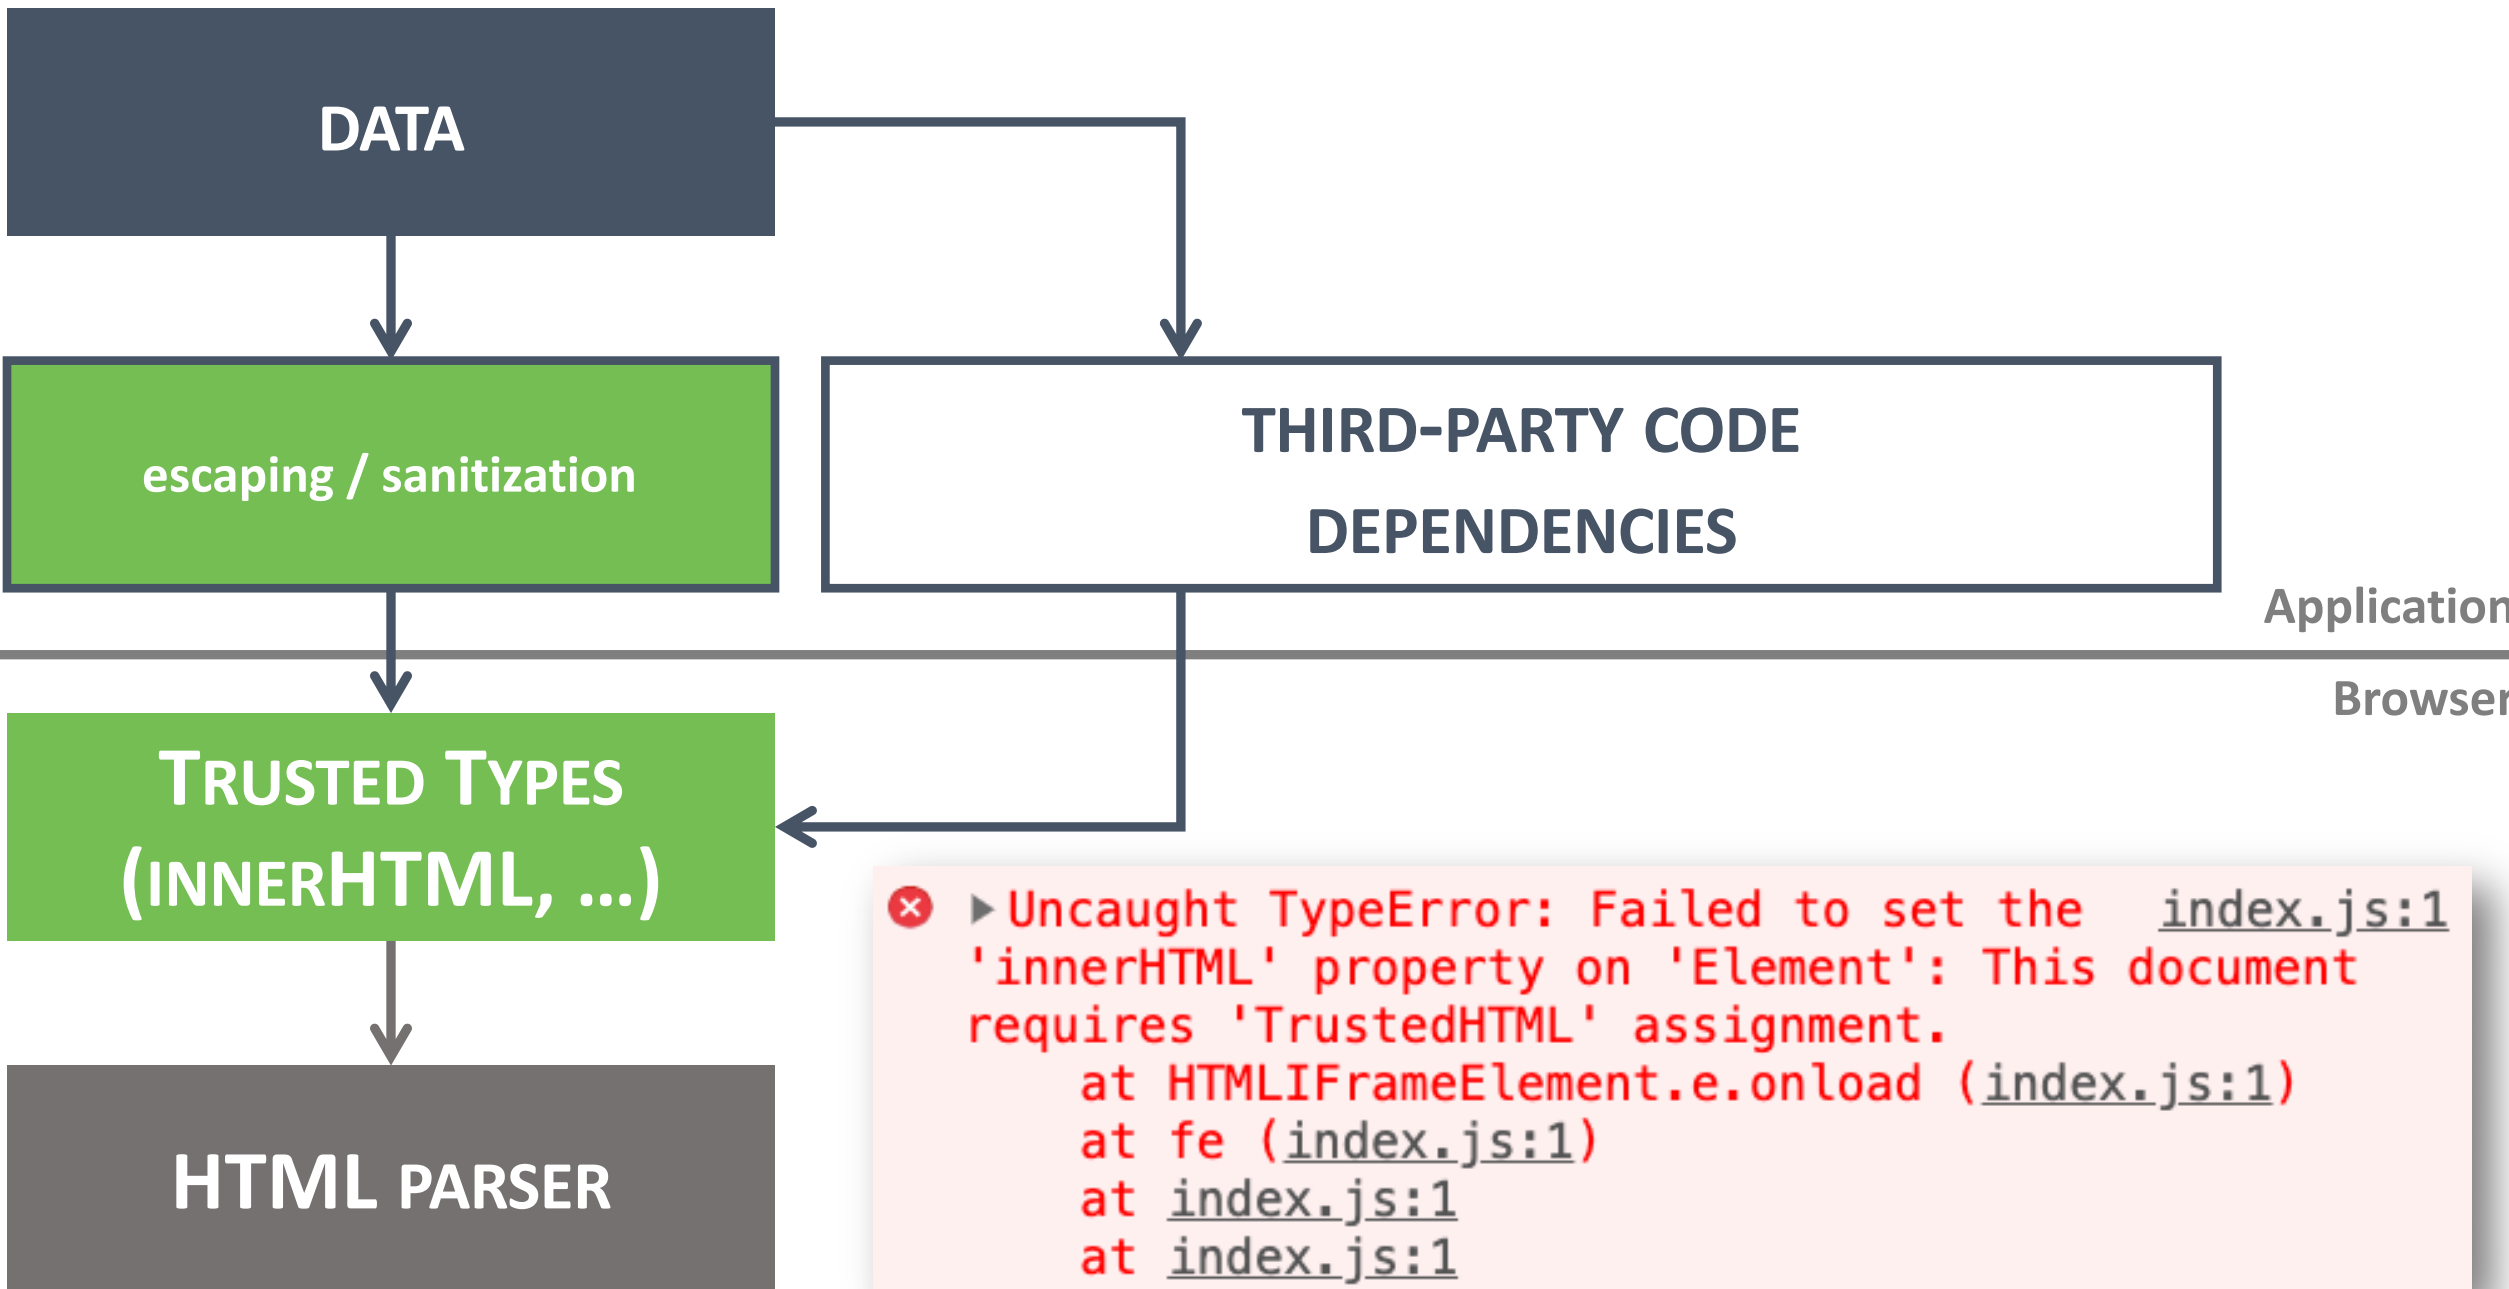 DATA
escaping / sanitization
THIRD-PARTY CODE
DEPENDENCIES
Application
Browser
TRUSTED TYPES
(INNERHTML, ...)
HTML PARSER
Uncaught TypeError: Failed to set the index.js:1
'innerHTML' property on 'Element': This document
requires 'TrustedHTML' assignment.
at HTMLIFrameElement.e.onload (index.js:1)
at fe (index.js:1)
at index.js:1
at index.js:1